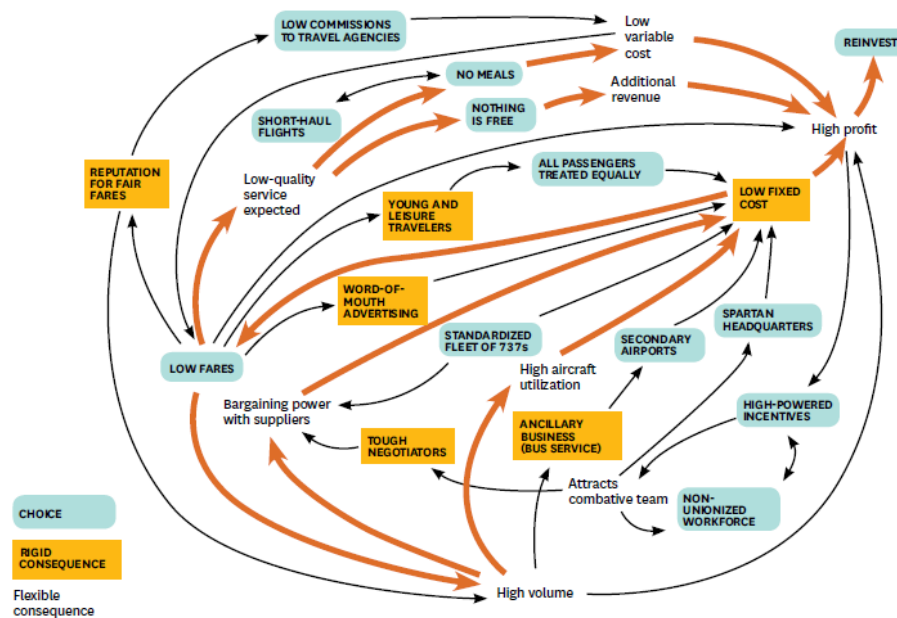 LOW COMMISSIONS
TO TRAVEL AGENCIES
Low
variable
cost
REINVEST
NO MEALS
Additional
revenue
SHORT-HAUL
FLIGHTS
NOTHING
IS FREE
High profit
ALL PASSENGERS
TREATED EQUALLY
REPUTATION
FOR FAIR
FARES
Low-quality
service
expected
YOUNG AND
LEISURE
TRAVELERS
LOW FIXED
COST
WORD-OF-
MOUTH
ADVERTISING
STANDARDIZED
FLEET OF 737s
SECONDARY
AIRPORTS
SPARTAN
HEADQUARTERS
LOW FARES
High aircraft
utilization
Bargaining power
with suppliers
HIGH-POWERED
INCENTIVES
TOUGH
NEGOTIATORS
ANCILLARY
BUSINESS
(BUS SERVICE)
Attracts
combative team
NON-
UNIONIZED
WORKFORCE
CHOICE
RIGID
CONSEQUENCE
Flexible
consequence
High volume